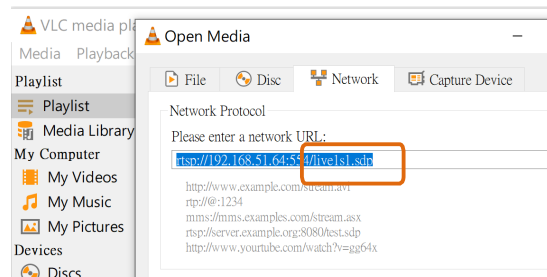 VLC media pla
Open Media
Media Playback
File
Disc
Network
Capture Device
Playlist
Playlist
Media Library
My Computer
My Videos
My Music
My Pictures
Devices
Discs
Network Protocol
Please enter a network URL:
rtsp://192.168.51.64:554/live1s1.sdp
http://www.example.com/stream.avi
rtp://@:1234
mms://mms.examples.com/stream.asx
rtsp://server.example.org:8080/test.sdp
http://www.yourtube.com/watch?v=gg64x